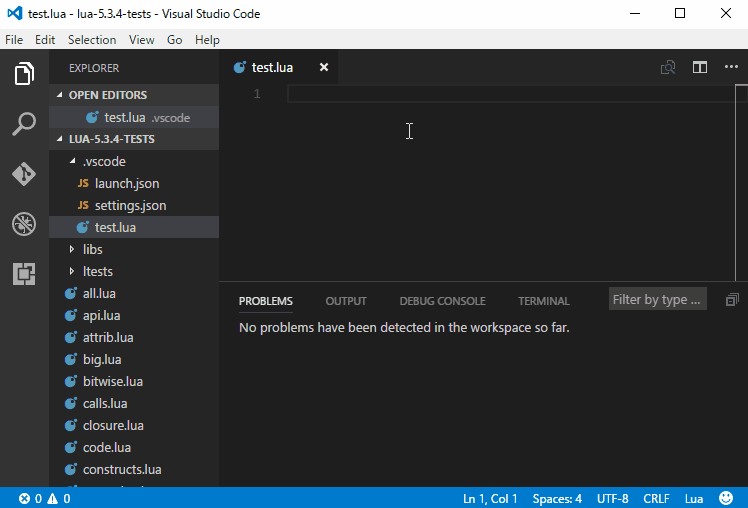 test.lua - lua-5.3.4-tests - Visual Studio Code
File Edit Selection View Go Help
EXPLORER
OPEN EDITORS
test.lua .vscode
LUA-5.3.4-TESTS
.vscode
JS launch.json
JS settings.json
test.lua
libs
ltests
all.lua
api.lua
attrib.lua
big.lua
bitwise.lua
calls.lua
closure.lua
code.lua
constructs.lua
test.lua
1
PROBLEMS OUTPUT DEBUG CONSOLE TERMINAL Filter by type ...
No problems have been detected in the workspace so far.
0 0 Ln 1, Col 1 Spaces: 4 UTF-8 CRLF Lua